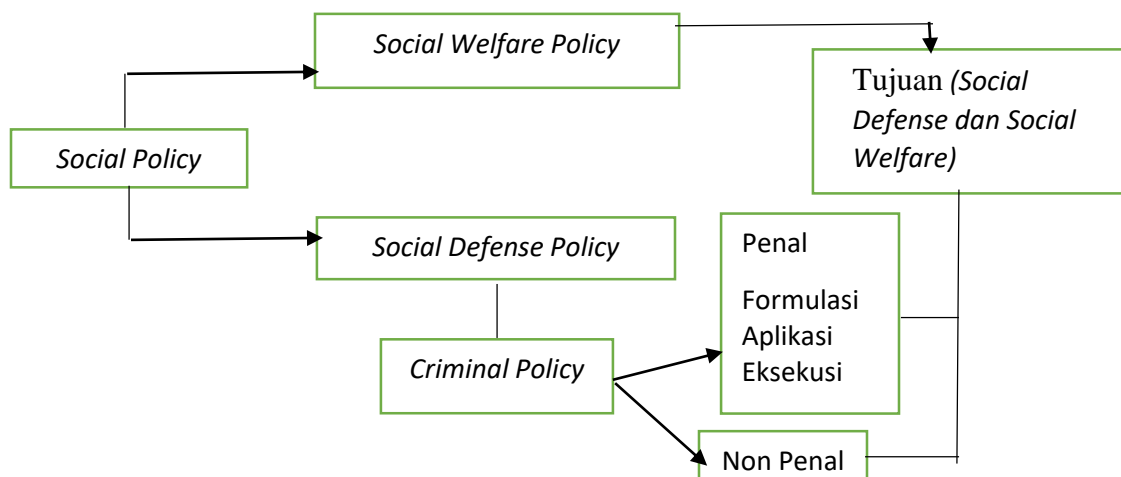 Social Welfare Policy
Tujuan (Social
Defense dan Social
Welfare)
Social Policy
Social Defense Policy
Penal
Formulasi
Aplikasi
Eksekusi
Criminal Policy
Non Penal